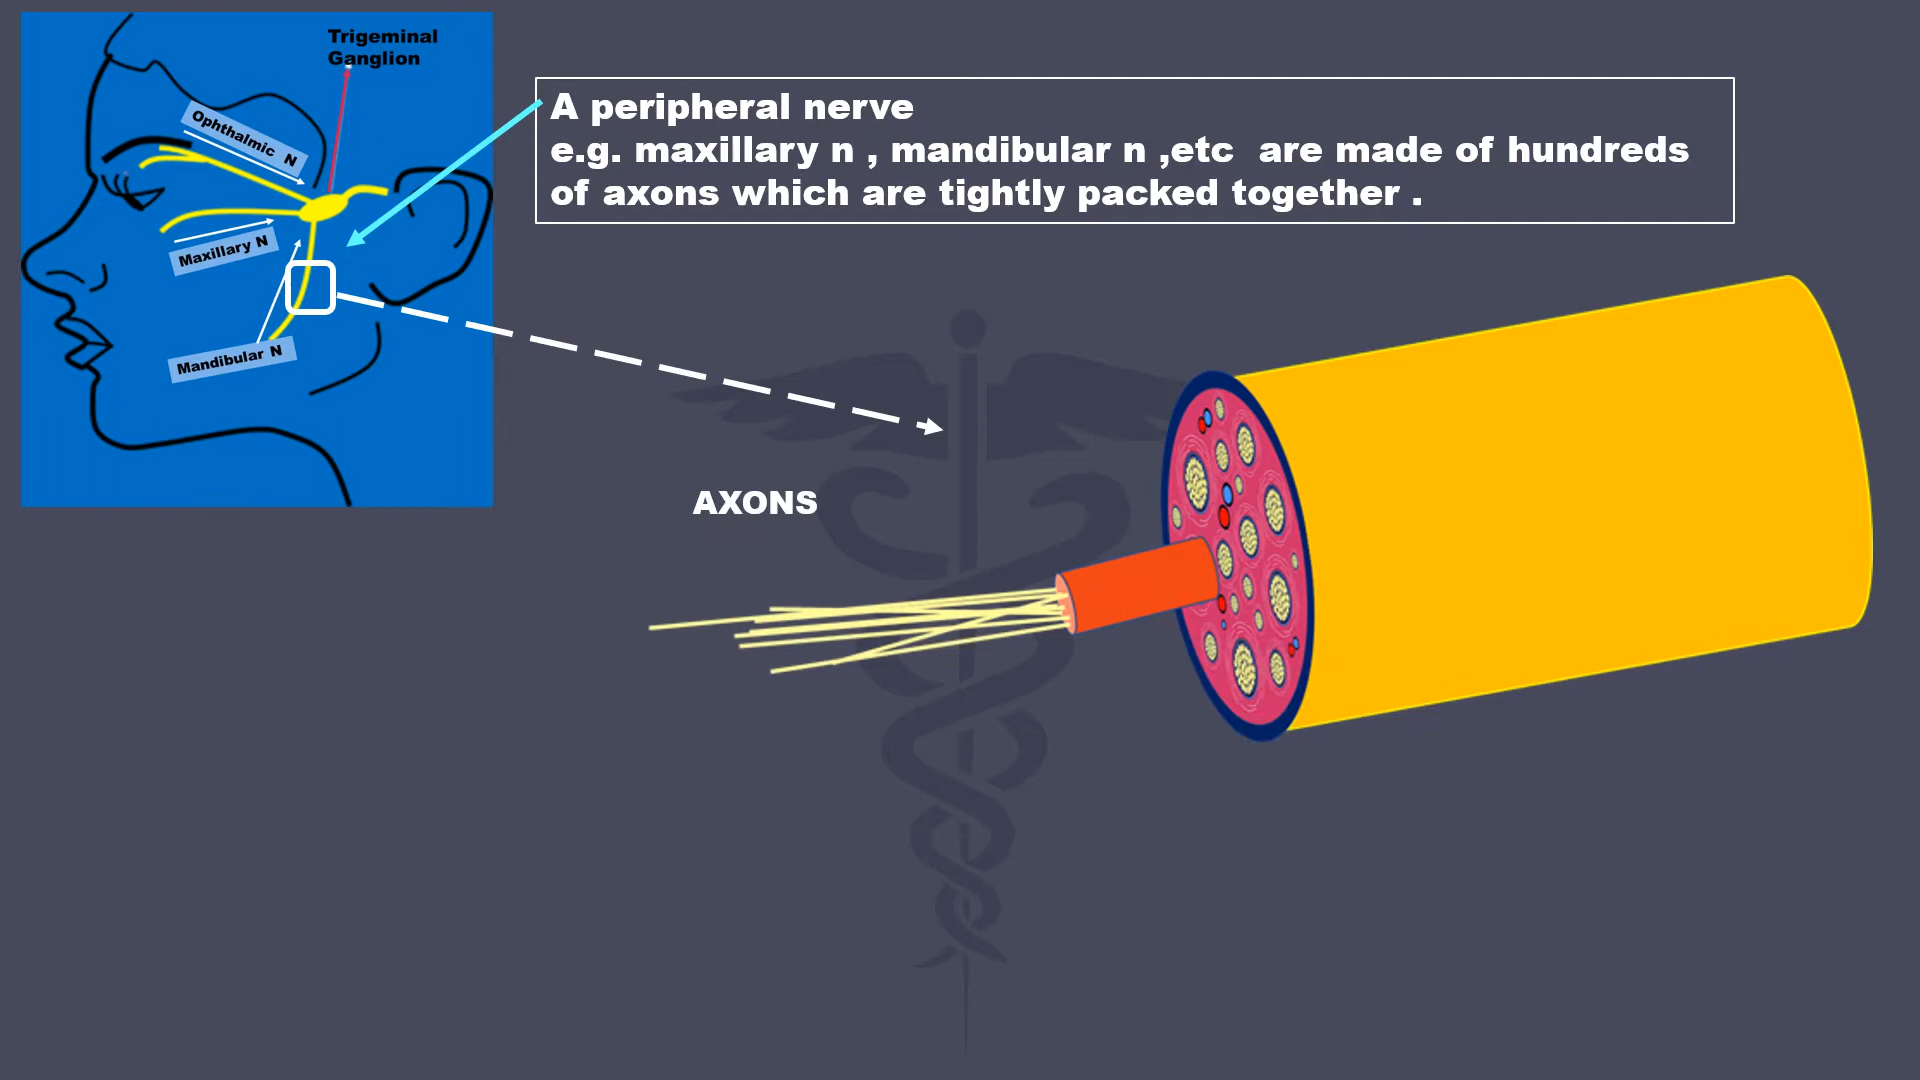 Trigeminal
Ganglion
Ophthalmic N
Maxillary N
Mandibular N
A peripheral nerve
e.g. maxillary n , mandibular n ,etc are made of hundreds
of axons which are tightly packed together .
AXONS